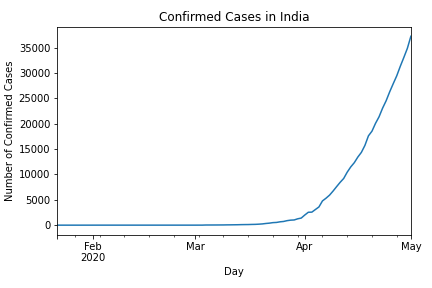 Confirmed Cases in India
Number of Confirmed Cases
35000
30000
25000
20000
15000
10000
5000
0
Feb
2020
Mar
Apr
May
Day